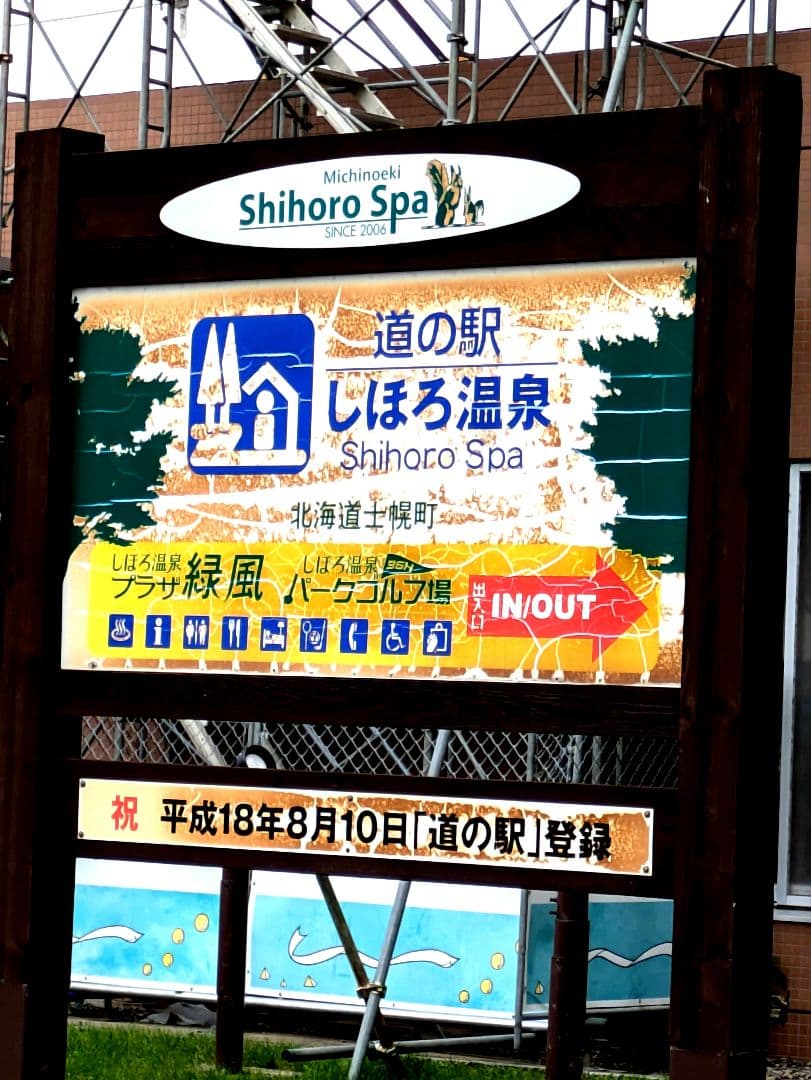 Michinoeki
Shihoro Spa
SINCE 2006
道の駅
しほろ温泉
Shihoro Spa
北海道士幌町
しほろ温泉
プラザ緑風
しほろ温泉
パークゴルフ場
36H
出入口
IN/OUT
祝 平成18年8月10日「道の駅」登録